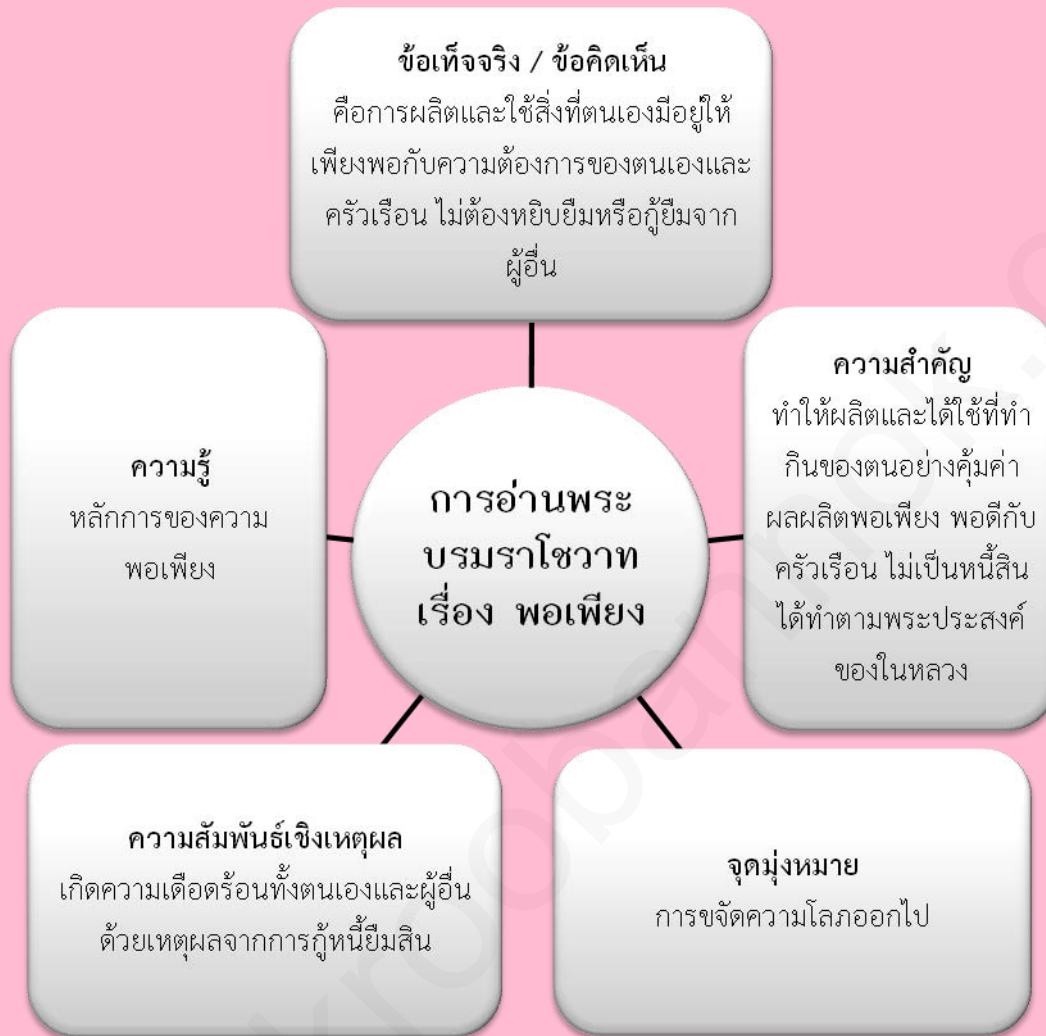 ข้อเท็จจริง / ข้อคิดเห็น
คือการผลิตและใช้สิ่งที่ตนเองมีอยู่ให้
เพียงพอกับความต้องการของตนเองและ
ครัวเรือน ไม่ต้องหยิบยืมหรือกู้ยืมจาก
ผู้อื่น
ความรู้
หลักการของความ
พอเพียง
การอ่านพระ
บรมราโชวาท
เรื่อง พอเพียง
ความสำคัญ
ทำให้ผลิตและได้ใช้ที่ทำ
กินของตนอย่างคุ้มค่า
ผลผลิตพอเพียง พอดีกับ
ครัวเรือน ไม่เป็นหนี้สิน
ได้ทำตามพระประสงค์
ของในหลวง
ความสัมพันธ์เชิงเหตุผล
เกิดความเดือดร้อนทั้งตนเองและผู้อื่น
ด้วยเหตุผลจากการกู้หนี้ยืมสิน
จุดมุ่งหมาย
การขจัดความโลภออกไป